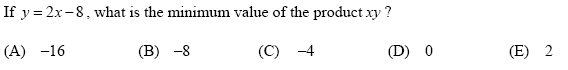 If y = 2x − 8, what is the minimum value of the product xy ?
(A) −16 (B) −8 (C) −4 (D) 0 (E) 2